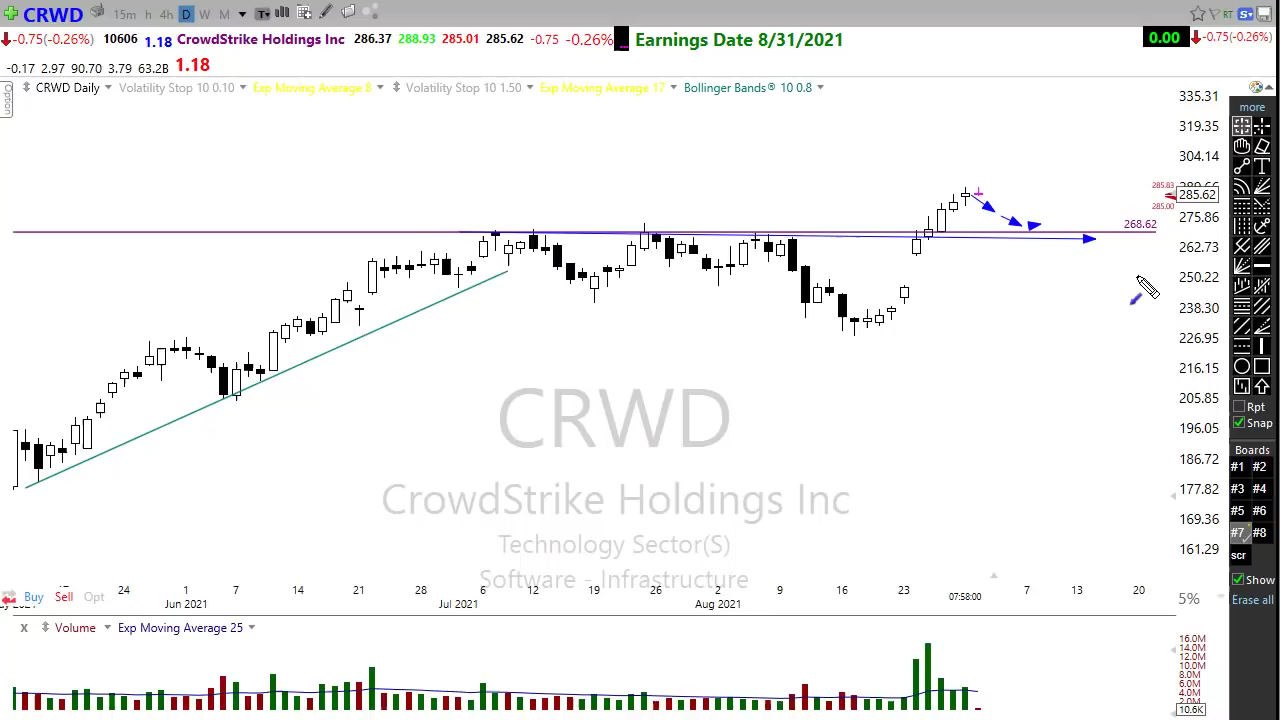 CRWD 15m h 4h D W M RT S
-0.75(-0.26%) 10606 1.18 CrowdStrike Holdings Inc 286.37 288.93 285.01 285.62 -0.75 -0.26% Earnings Date 8/31/2021 0.00 -0.75(-0.26%)
-0.17 2.97 90.70 3.79 63.2B 1.18
Option
CRWD Daily Volatility Stop 10 0.10 Exp Moving Average 8 Volatility Stop 10 1.50 Exp Moving Average 17 Bollinger Bands® 10 0.8
335.31
more
319.35
304.14
285.83
285.62
285.00
275.86
268.62
262.73
250.22
238.30
226.95
216.15
205.85
196.05
186.72
177.82
169.36
161.29
CRWD
CrowdStrike Holdings Inc
Technology Sector(S)
Software - Infrastructure
Rpt
Snap
Boards
#1 #2
#3 #4
#5 #6
#7 #8
scr
Show
Erase all
24 1 7 14 21 28 6 12 19 26 2 9 16 23 7 13 20
Buy Sell Opt
Jun 2021 Jul 2021 Aug 2021 07:58:00 5%
X Volume Exp Moving Average 25
16.0M
14.0M
12.0M
10.0M
8.0M
6.0M
4.0M
10.6K